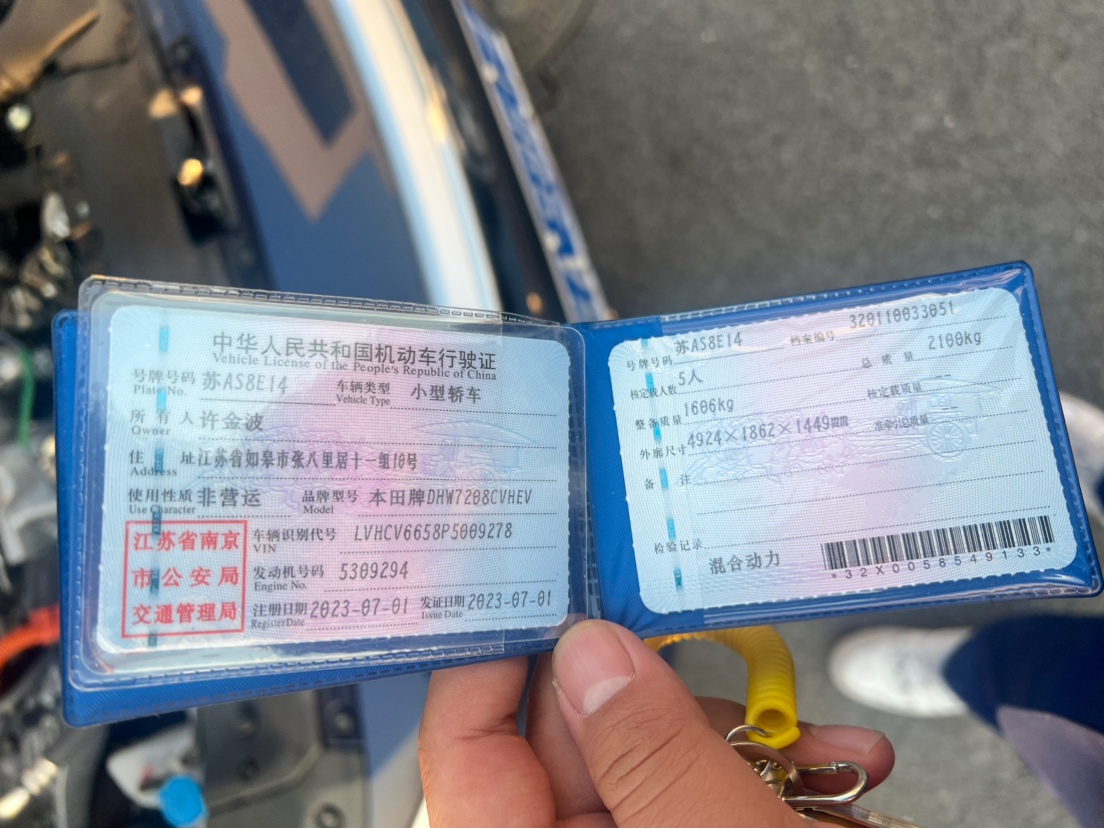 中华人民共和国机动车行驶证
Vehicle License of the People's Republic of China
号牌号码 苏AS8E14 车辆类型 小型轿车
Plate No. Vehicle Type
所有人 许金波
Owner
住址 江苏省如皋市张八里居十一组10号
Address
使用性质 非营运 品牌型号 本田牌DHW7208CVHEV
Use Character Model
江苏省南京
市公安局
交通管理局
车辆识别代号 LVHCV6658P5009278
VIN
发动机号码 5309294
Engine No.
注册日期 2023-07-01 发证日期 2023-07-01
Register Date Issue Date
号牌号码 苏AS8E14 档案编号 320110033051
核定载人数 5人 总质量 2100kg
整备质量 1606kg 核定载质量 --
外廓尺寸 4924×1862×1449mm 准牵引总质量 --
备注
检验记录
混合动力
*32X0058549133*